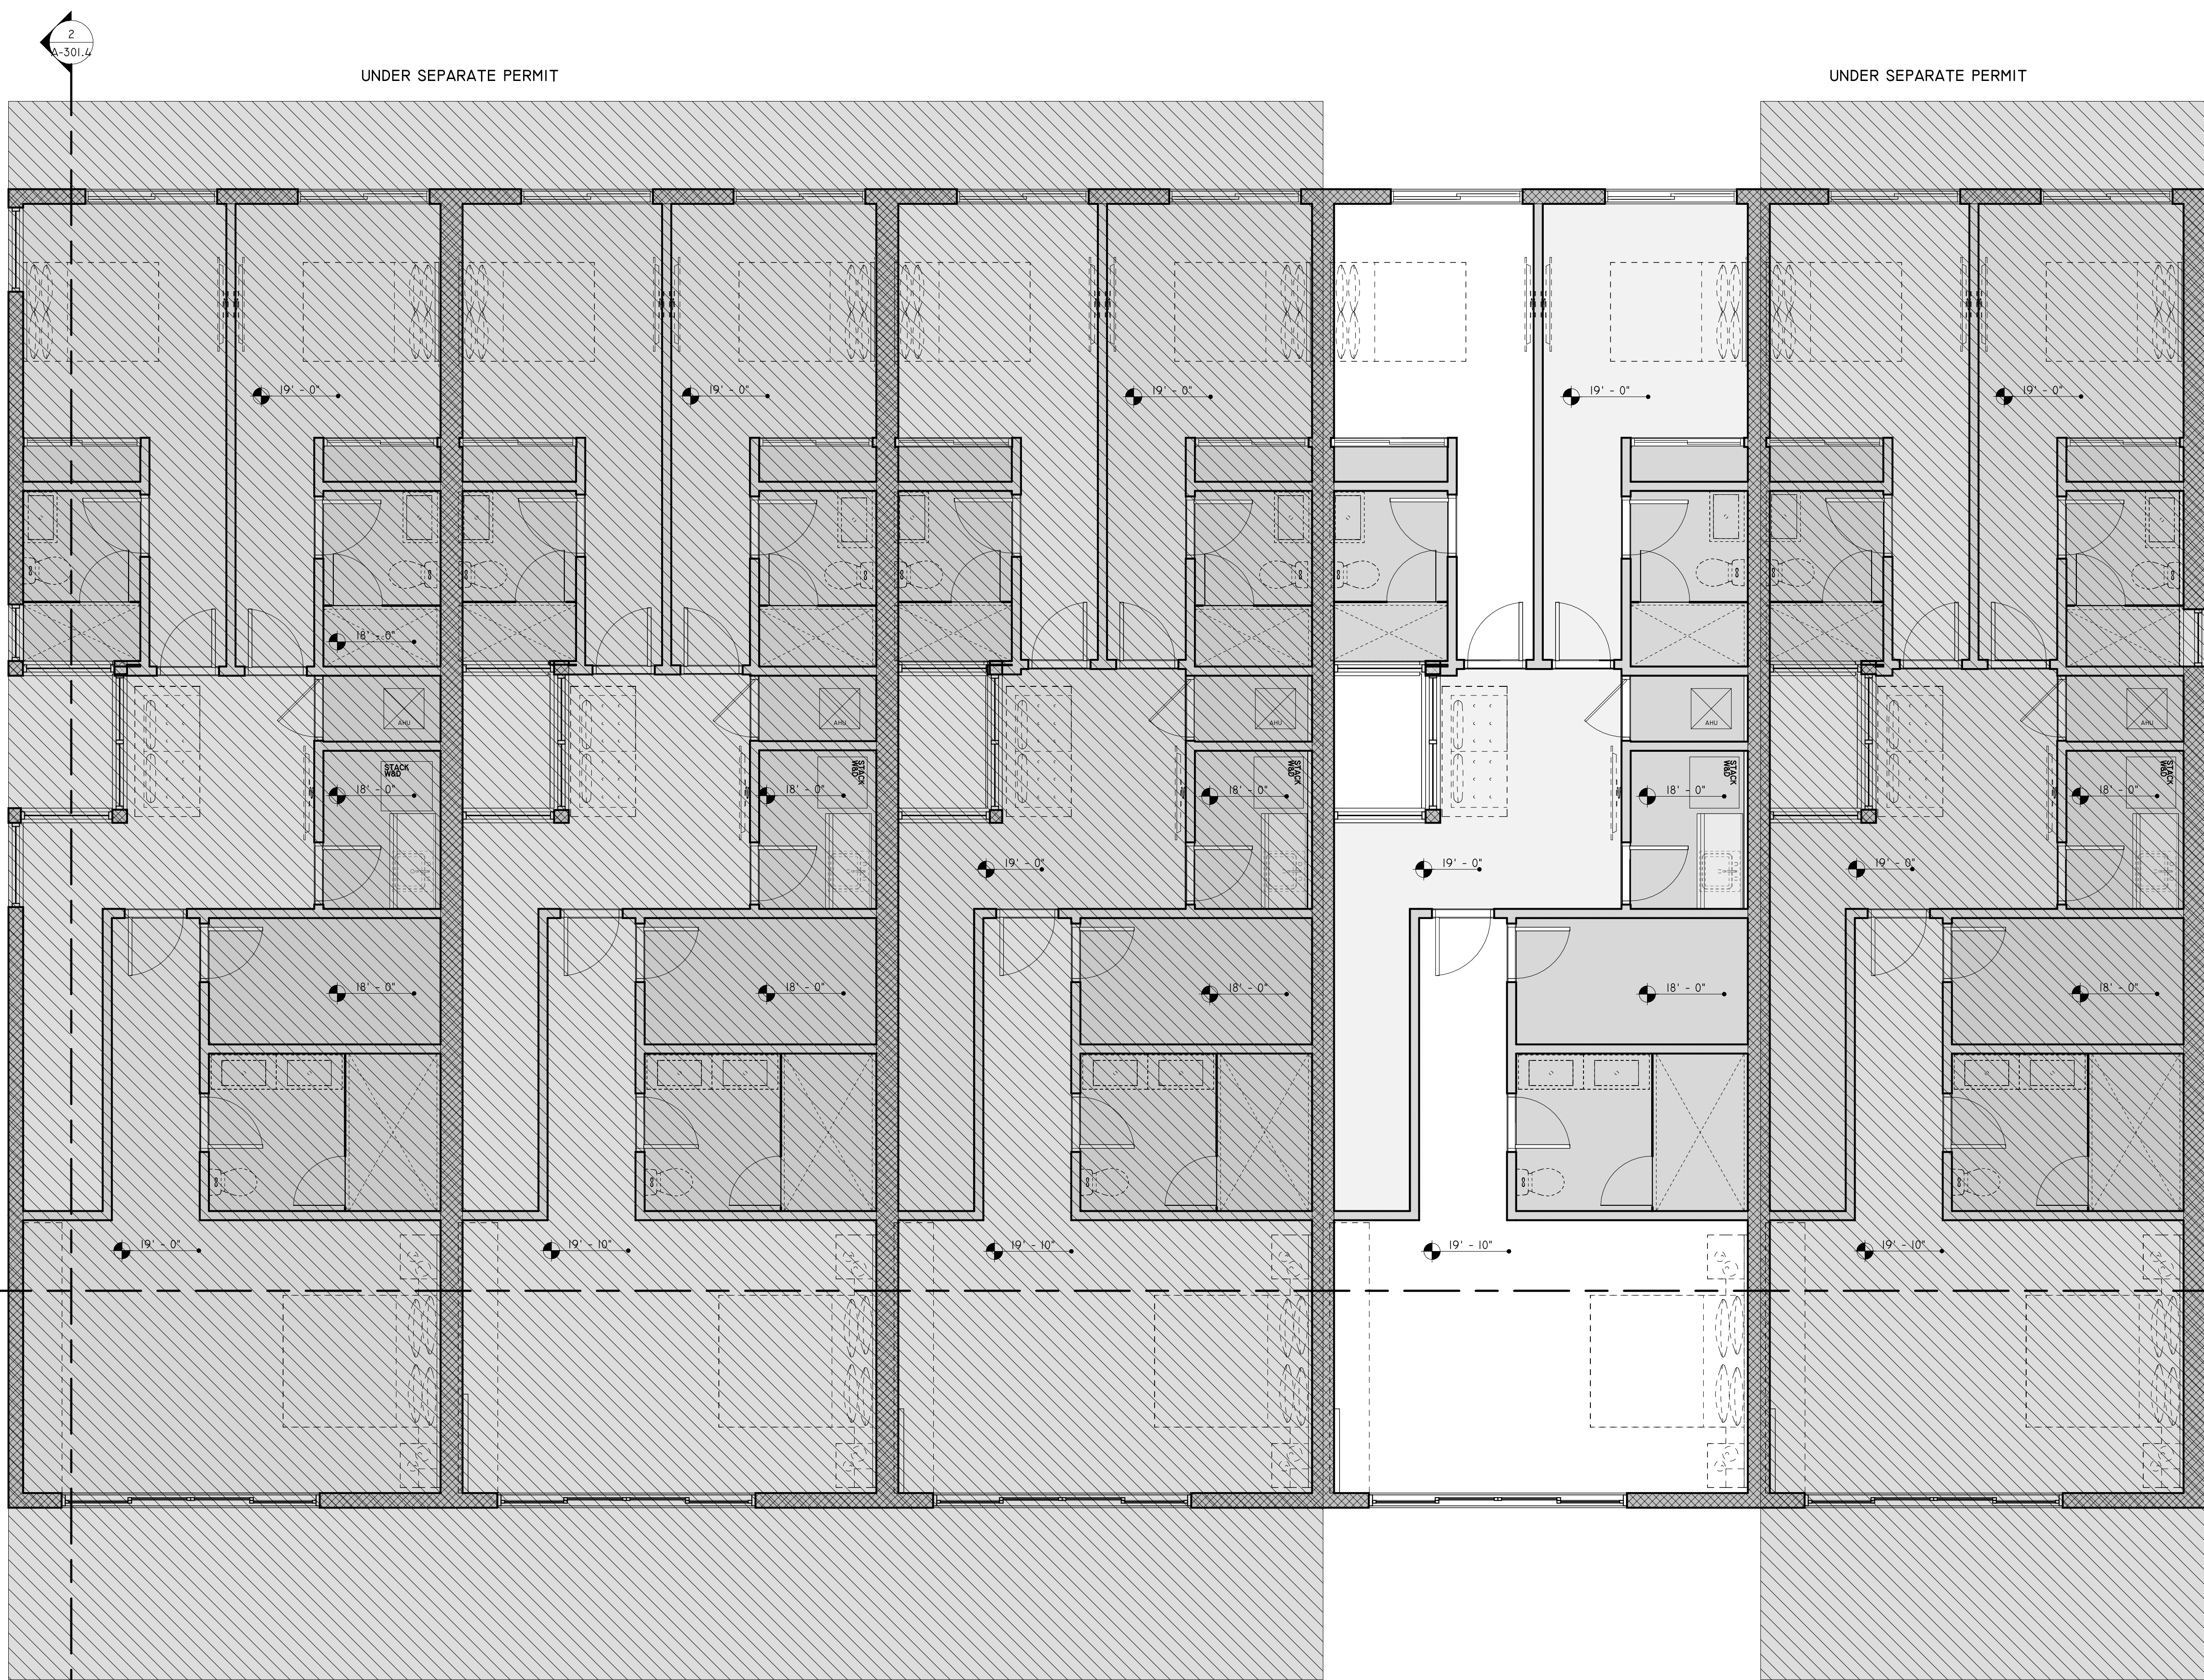 2
A-301.4
UNDER SEPARATE PERMIT
UNDER SEPARATE PERMIT
19' - 0"
19' - 0"
19' - 0"
19' - 0"
19' - 0"
18' - 0"
AHU
AHU
AHU
AHU
AHU
STACK
W&D
STACK
W&D
STACK
W&D
STACK
W&D
STACK
W&D
18' - 0"
18' - 0"
18' - 0"
18' - 0"
18' - 0"
19' - 0"
19' - 0"
19' - 0"
18' - 0"
18' - 0"
18' - 0"
18' - 0"
18' - 0"
19' - 0"
19' - 10"
19' - 10"
19' - 10"
19' - 10"